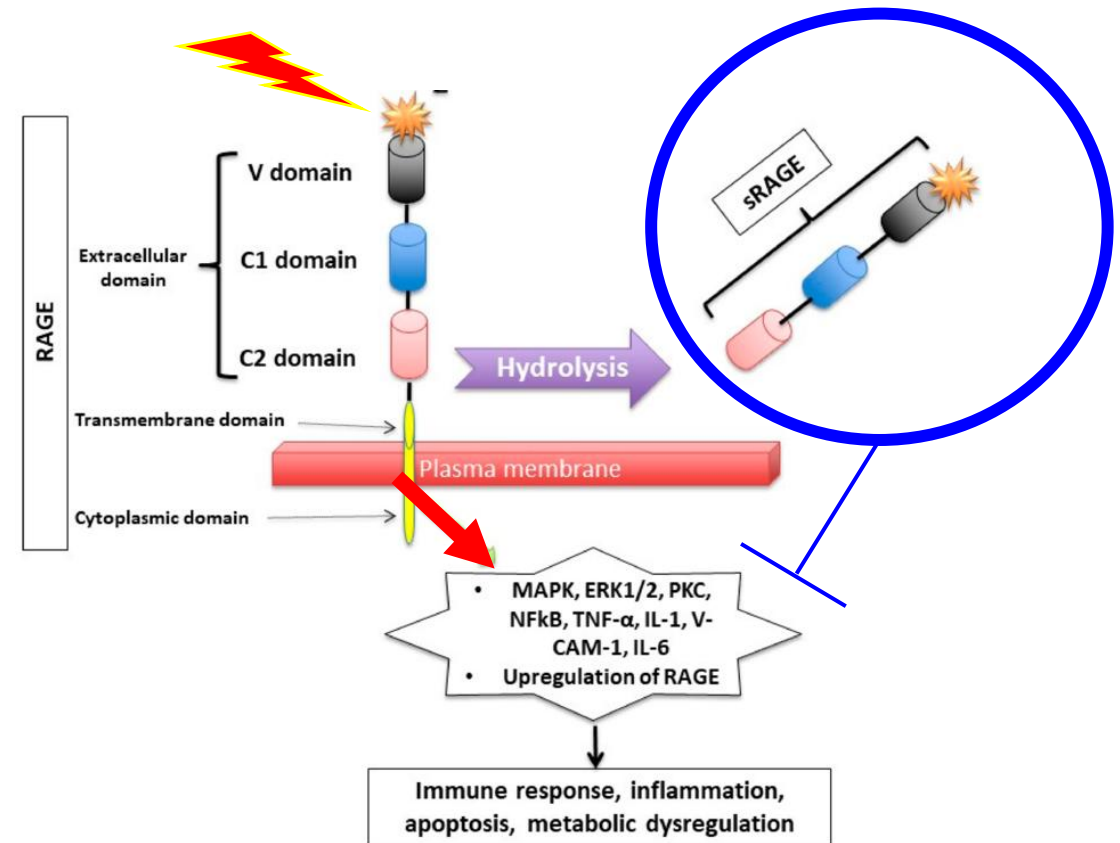 RAGE
Extracellular
domain
V domain
C1 domain
C2 domain
Transmembrane domain
Cytoplasmic domain
Hydrolysis
sRAGE
Plasma membrane
• MAPK, ERK1/2, PKC,
NFkB, TNF-α, IL-1, V-
CAM-1, IL-6
• Upregulation of RAGE
Immune response, inflammation,
apoptosis, metabolic dysregulation